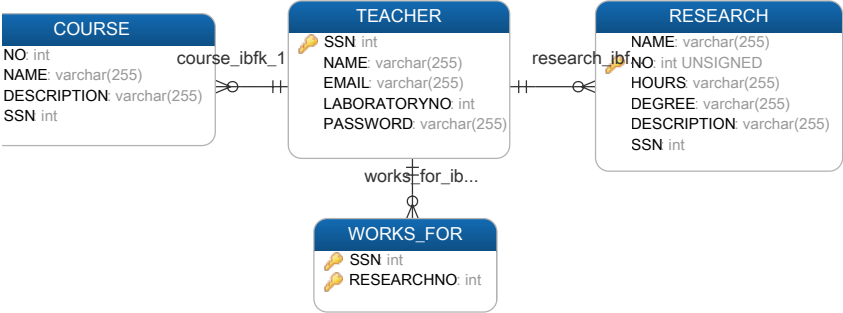 COURSE
NO: int
NAME: varchar(255)
DESCRIPTION: varchar(255)
SSN: int
course_ibfk_1
TEACHER
SSN: int
NAME: varchar(255)
EMAIL: varchar(255)
LABORATORYNO: int
PASSWORD: varchar(255)
research_ibf...
RESEARCH
NAME: varchar(255)
NO: int UNSIGNED
HOURS: varchar(255)
DEGREE: varchar(255)
DESCRIPTION: varchar(255)
SSN: int
works_for_ib...
WORKS_FOR
SSN: int
RESEARCHNO: int